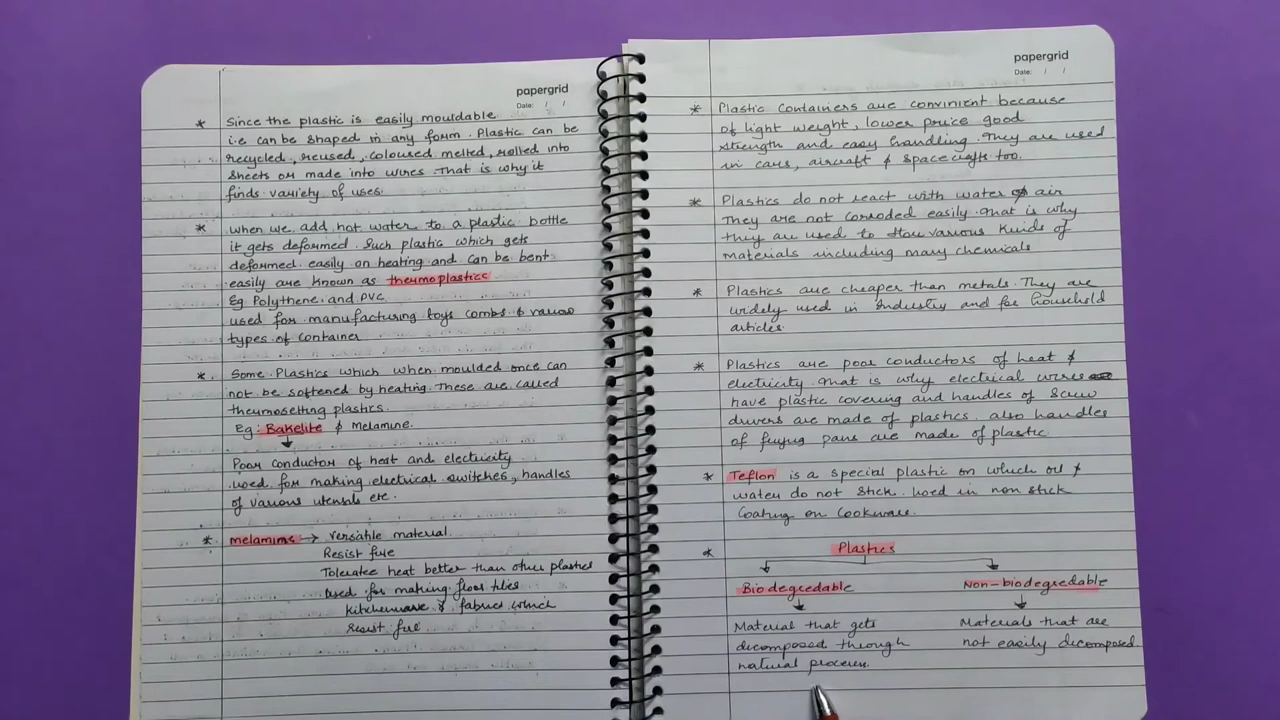 papergrid
Date: / /
* Since the plastic is easily mouldable
i.e can be shaped in any form. Plastic can be
recycled, reused, coloured melted, rolled into
sheets or made into wires that is why it
finds variety of uses.
* when we add hot water to a plastic bottle
it gets deformed. Such plastic which gets
deformed easily on heating and can be bent
easily are known as thermoplastics
Eg Polythene and PVC
used for manufacturing toys combs & various
types of container
* Some Plastics which when moulded once can
not be softened by heating. These are called
thermosetting plastics.
Eg: Bakelite & Melamine.
↓
Poor conductor of heat and electricity
used for making electrical switches, handles
of various utensils etc.
* melamine → versatile material.
Resist fire
Tolerates heat better than other plastics
used for making floor tiles
kitchenware & fabrics which
resist fire
papergrid
Date: / /
* Plastic containers are convinient because
of light weight, lower price good
strength and easy handling. They are used
in cars, aircraft & spacecrafts too.
* Plastics do not react with water & air
They are not corroded easily that is why
they are used to store various kinds of
materials including many chemicals
* Plastics are cheaper than metals. They are
widely used in industry and for household
articles.
* Plastics are poor conductors of heat &
electricity that is why electrical wires
have plastic covering and handles of screw
drivers are made of plastics. also handles
of frying pans are made of plastic
* Teflon is a special plastic on which oil &
water do not stick. used in non stick
coating on cookware.
* Plastics
Biodegredable Non-biodegredable
Material that gets Materials that are
decomposed through not easily decomposed.
natural process.